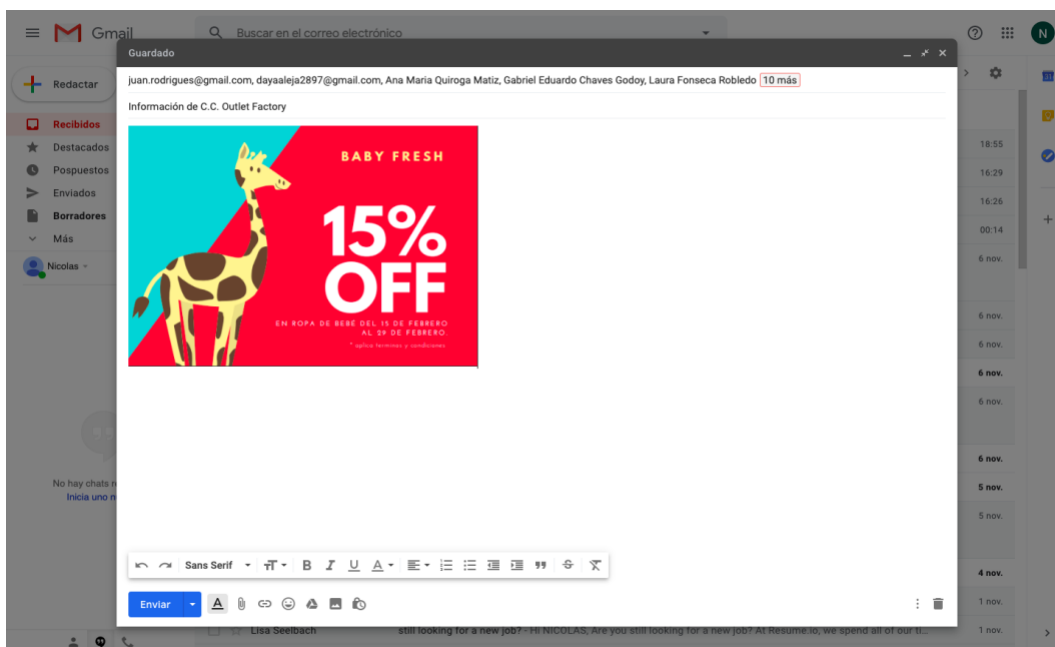 Gmail
Buscar en el correo electrónico
N
Guardado
Redactar
juan.rodrigues@gmail.com, dayaaleja2897@gmail.com, Ana Maria Quiroga Matiz, Gabriel Eduardo Chaves Godoy, Laura Fonseca Robledo 10 más
Información de C.C. Outlet Factory
Recibidos
Destacados
Pospuestos
Enviados
Borradores
Más
Nicolas
BABY FRESH
15%
OFF
EN ROPA DE BEBÉ DEL 15 DE FEBRERO
AL 29 DE FEBRERO
* aplica terminos y condiciones
18:55
16:29
16:26
00:14
6 nov.
6 nov.
6 nov.
6 nov.
6 nov.
6 nov.
5 nov.
5 nov.
4 nov.
1 nov.
1 nov.
31
No hay chats
Inicia uno
Sans Serif
Enviar
Lisa Seelbach
still looking for a new job? - Hi NICOLAS, Are you still looking for a new job? At Resume.io, we spend all of our ti...